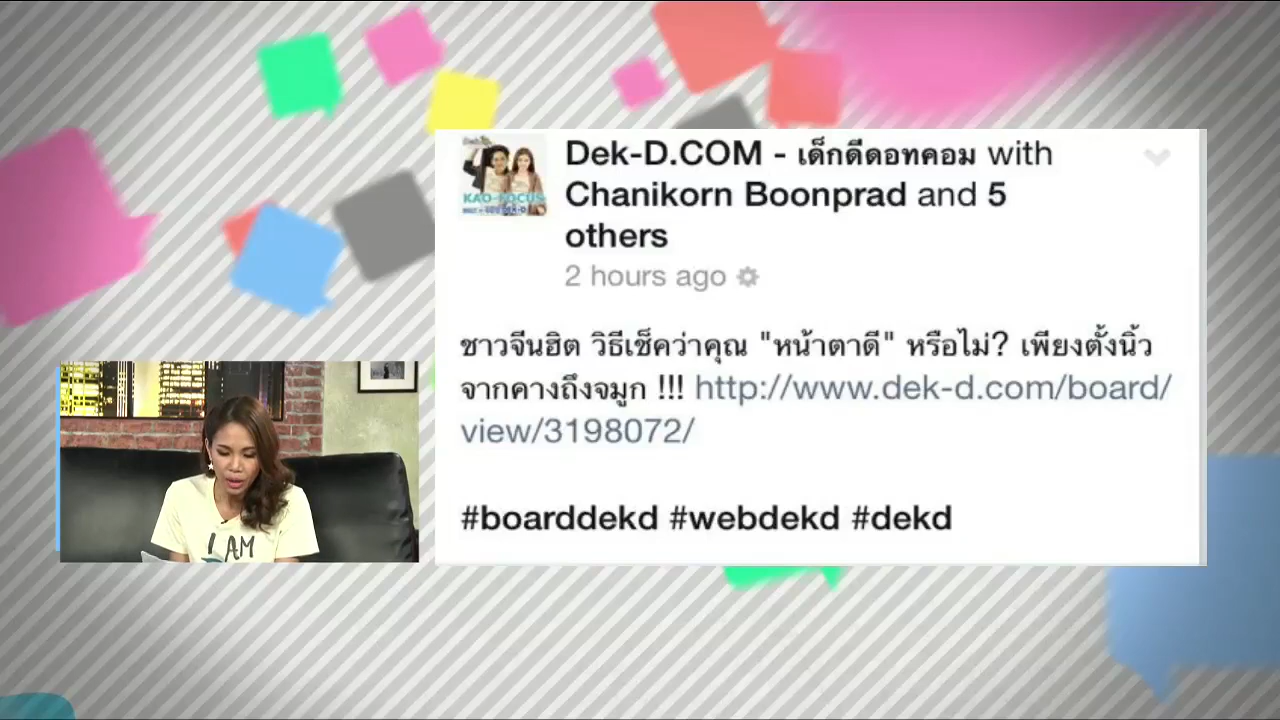 Dek-D.COM - เด็กดีดอทคอม with
Chanikorn Boonprad and 5
others
2 hours ago
KAO-FOCUS
ชาวจีนฮิต วิธีเช็คว่าคุณ "หน้าตาดี" หรือไม่? เพียงตั้งนิ้ว
จากคางถึงจมูก !!! http://www.dek-d.com/board/
view/3198072/
#boarddekd #webdekd #dekd
I AM